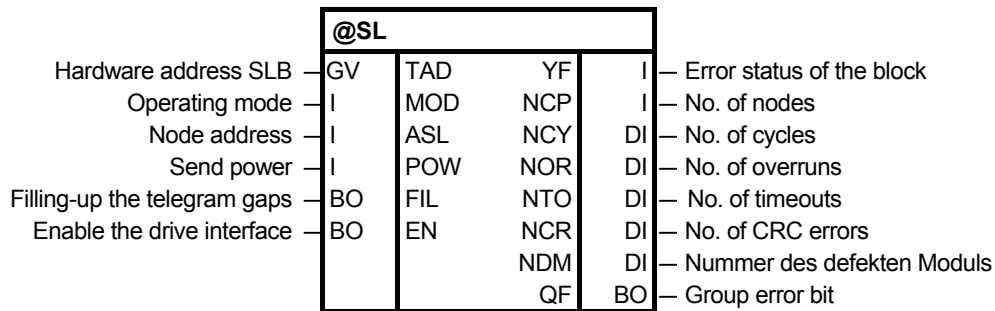 @SL
Hardware address SLB — GV TAD YF I — Error status of the block
Operating mode — I MOD NCP I — No. of nodes
Node address — I ASL NCY DI — No. of cycles
Send power — I POW NOR DI — No. of overruns
Filling-up the telegram gaps — BO FIL NTO DI — No. of timeouts
Enable the drive interface — BO EN NCR DI — No. of CRC errors
NDM DI — Nummer des defekten Moduls
QF BO — Group error bit